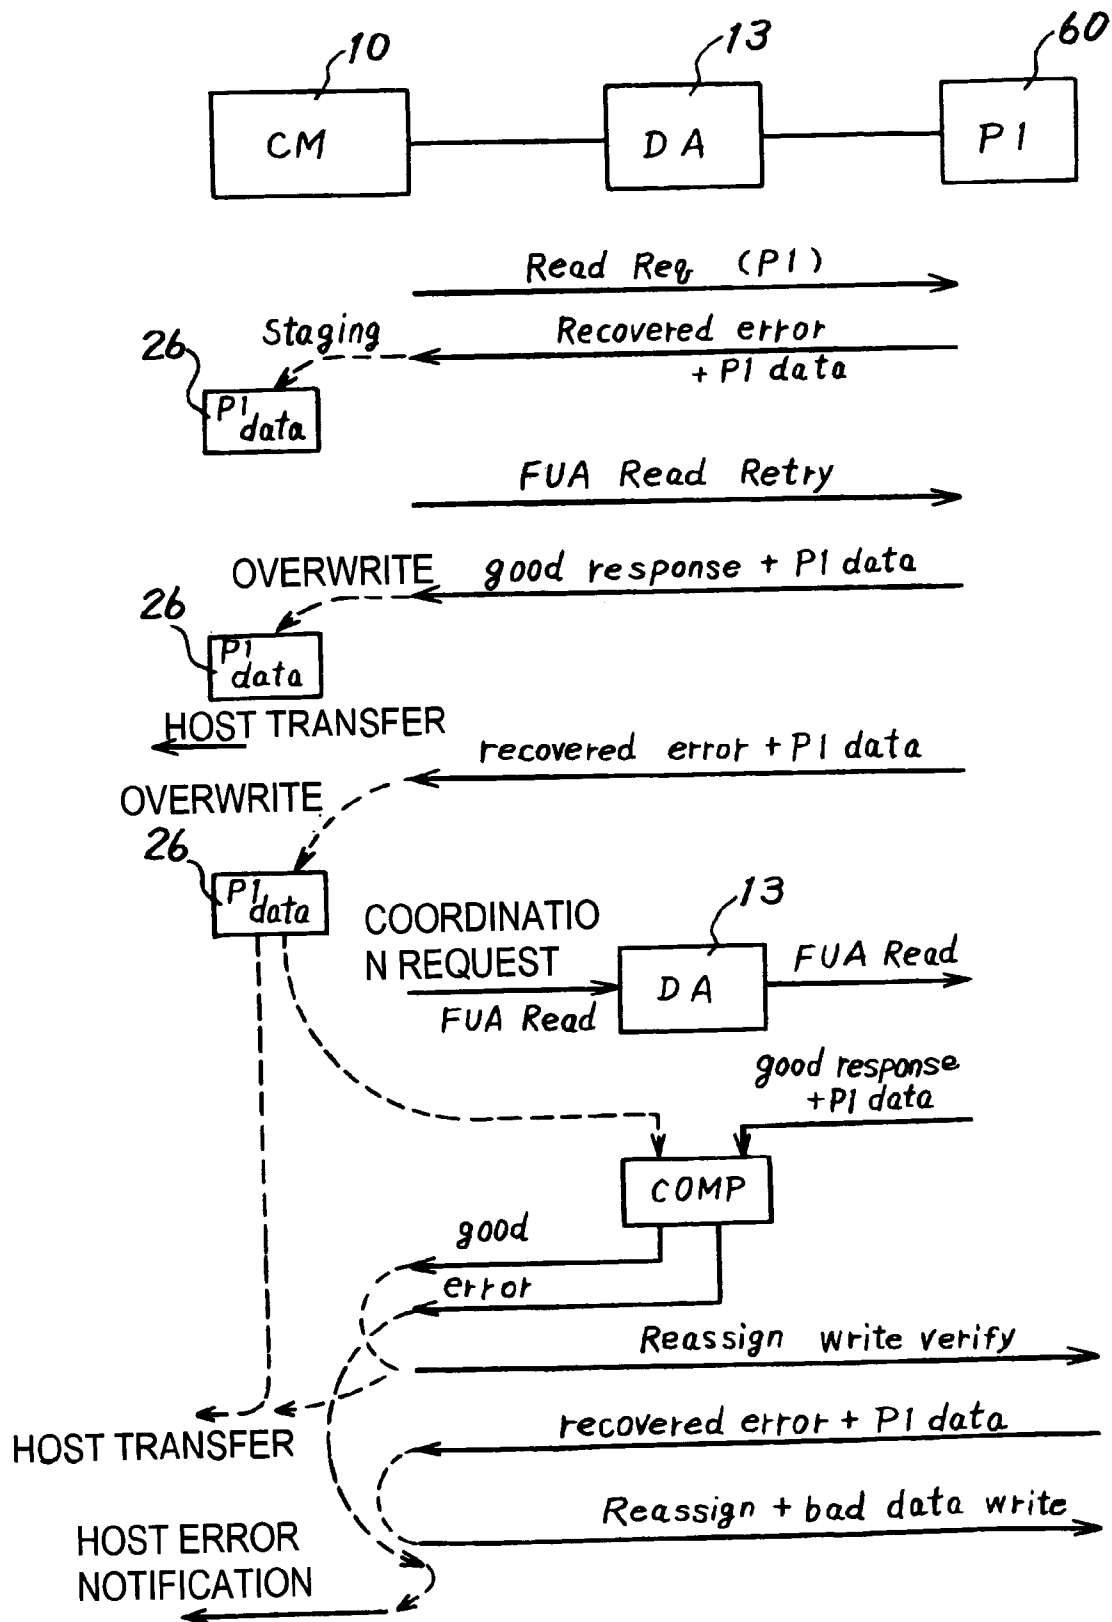 10
13
60
CM
DA
P1
Read Req (P1)
Staging
Recovered error
+ P1 data
26
P1
data
FUA Read Retry
OVERWRITE
good response + P1 data
26
P1
data
HOST TRANSFER
recovered error + P1 data
OVERWRITE
26
P1
data
COORDINATIO
N REQUEST
FUA Read
13
DA
FUA Read
good response
+P1 data
COMP
good
error
Reassign write verify
HOST TRANSFER
recovered error + P1 data
Reassign + bad data write
HOST ERROR
NOTIFICATION